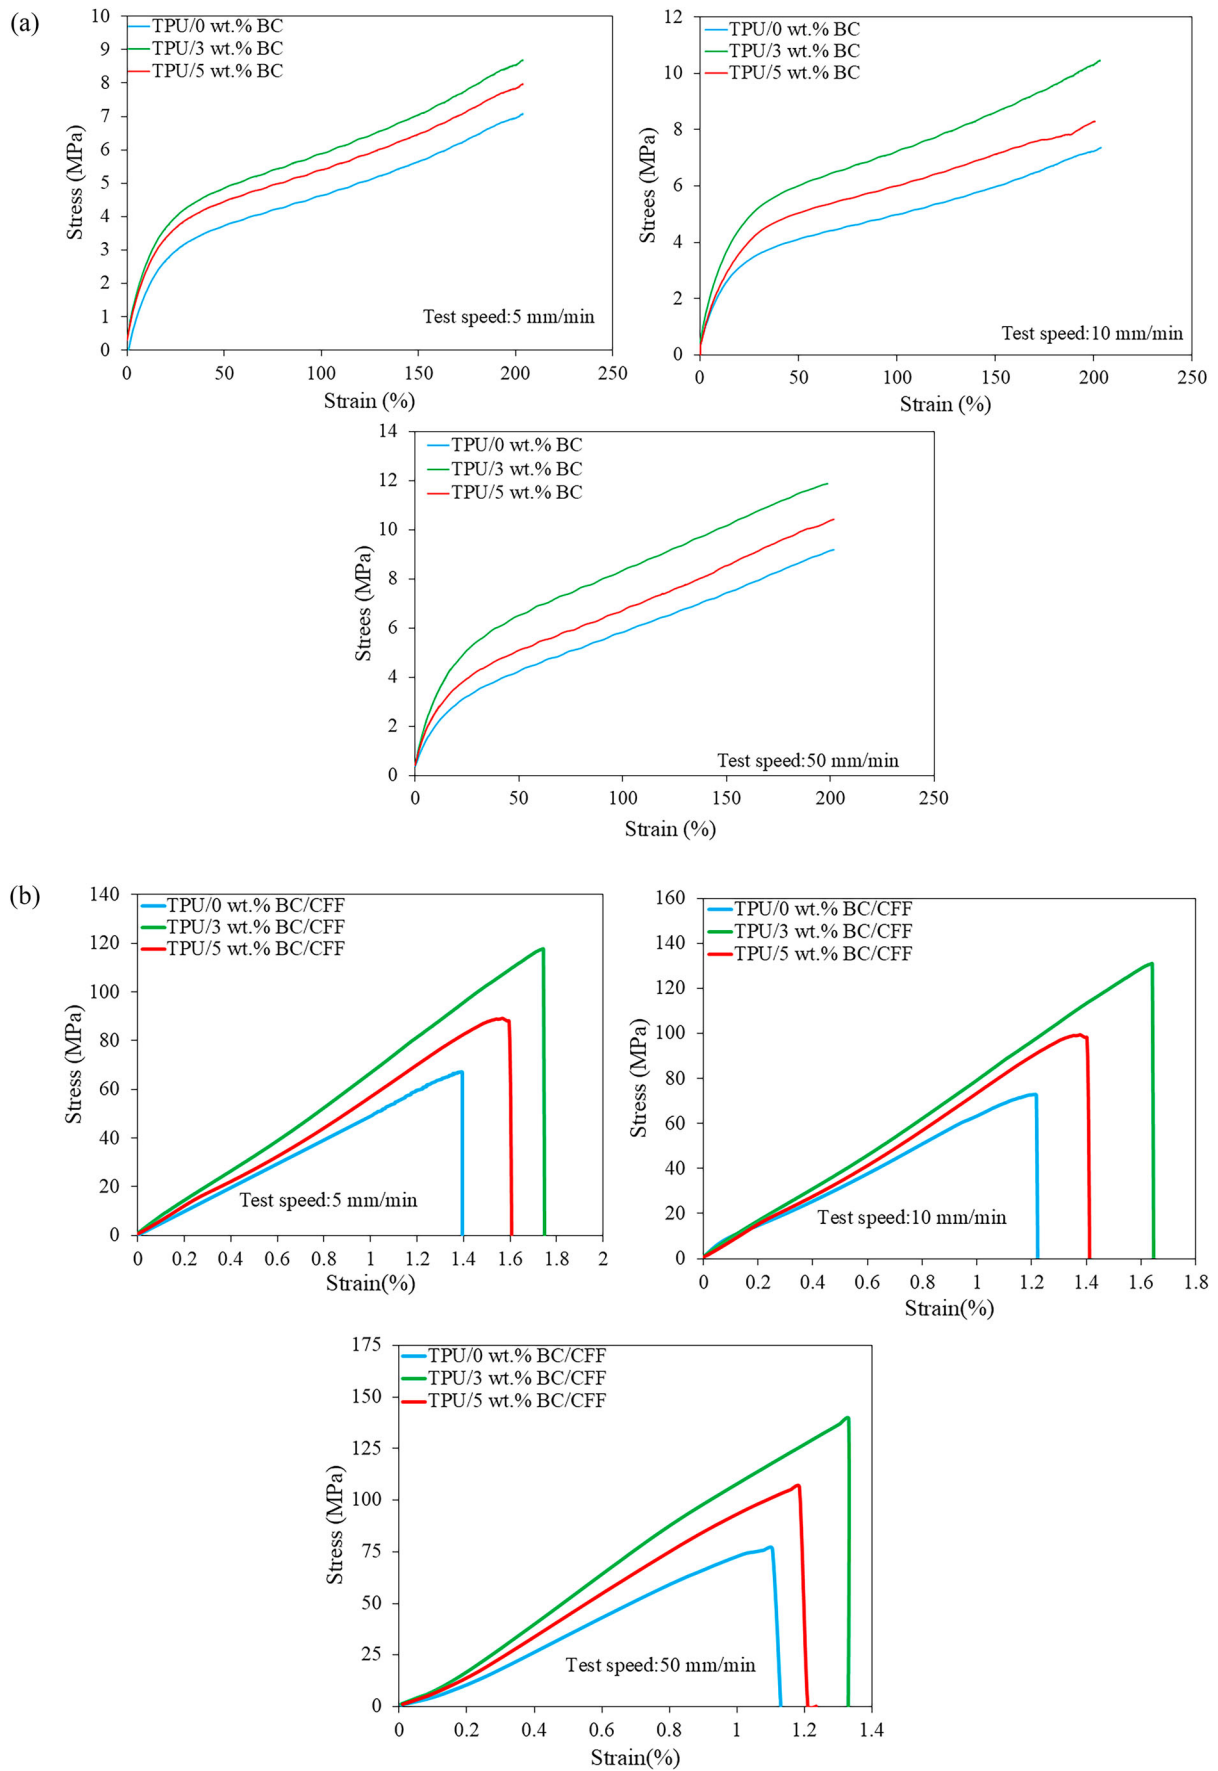 (a)
10
9
8
7
6
5
4
3
2
1
0
Stress (MPa)
TPU/0 wt.% BC
TPU/3 wt.% BC
TPU/5 wt.% BC
Test speed:5 mm/min
0 50 100 150 200 250
Strain (%)
12
10
8
6
4
2
0
Strees (MPa)
TPU/0 wt.% BC
TPU/3 wt.% BC
TPU/5 wt.% BC
Test speed:10 mm/min
0 50 100 150 200 250
Strain (%)
14
12
10
8
6
4
2
0
Strees (MPa)
TPU/0 wt.% BC
TPU/3 wt.% BC
TPU/5 wt.% BC
Test speed:50 mm/min
0 50 100 150 200 250
Strain (%)
(b)
140
120
100
80
60
40
20
0
Stress (MPa)
TPU/0 wt.% BC/CFF
TPU/3 wt.% BC/CFF
TPU/5 wt.% BC/CFF
Test speed:5 mm/min
0 0.2 0.4 0.6 0.8 1 1.2 1.4 1.6 1.8 2
Strain(%)
160
140
120
100
80
60
40
20
0
Stress (MPa)
TPU/0 wt.% BC/CFF
TPU/3 wt.% BC/CFF
TPU/5 wt.% BC/CFF
Test speed:10 mm/min
0 0.2 0.4 0.6 0.8 1 1.2 1.4 1.6 1.8
Strain(%)
175
150
125
100
75
50
25
0
Stress (MPa)
TPU/0 wt.% BC/CFF
TPU/3 wt.% BC/CFF
TPU/5 wt.% BC/CFF
Test speed:50 mm/min
0 0.2 0.4 0.6 0.8 1 1.2 1.4
Strain(%)